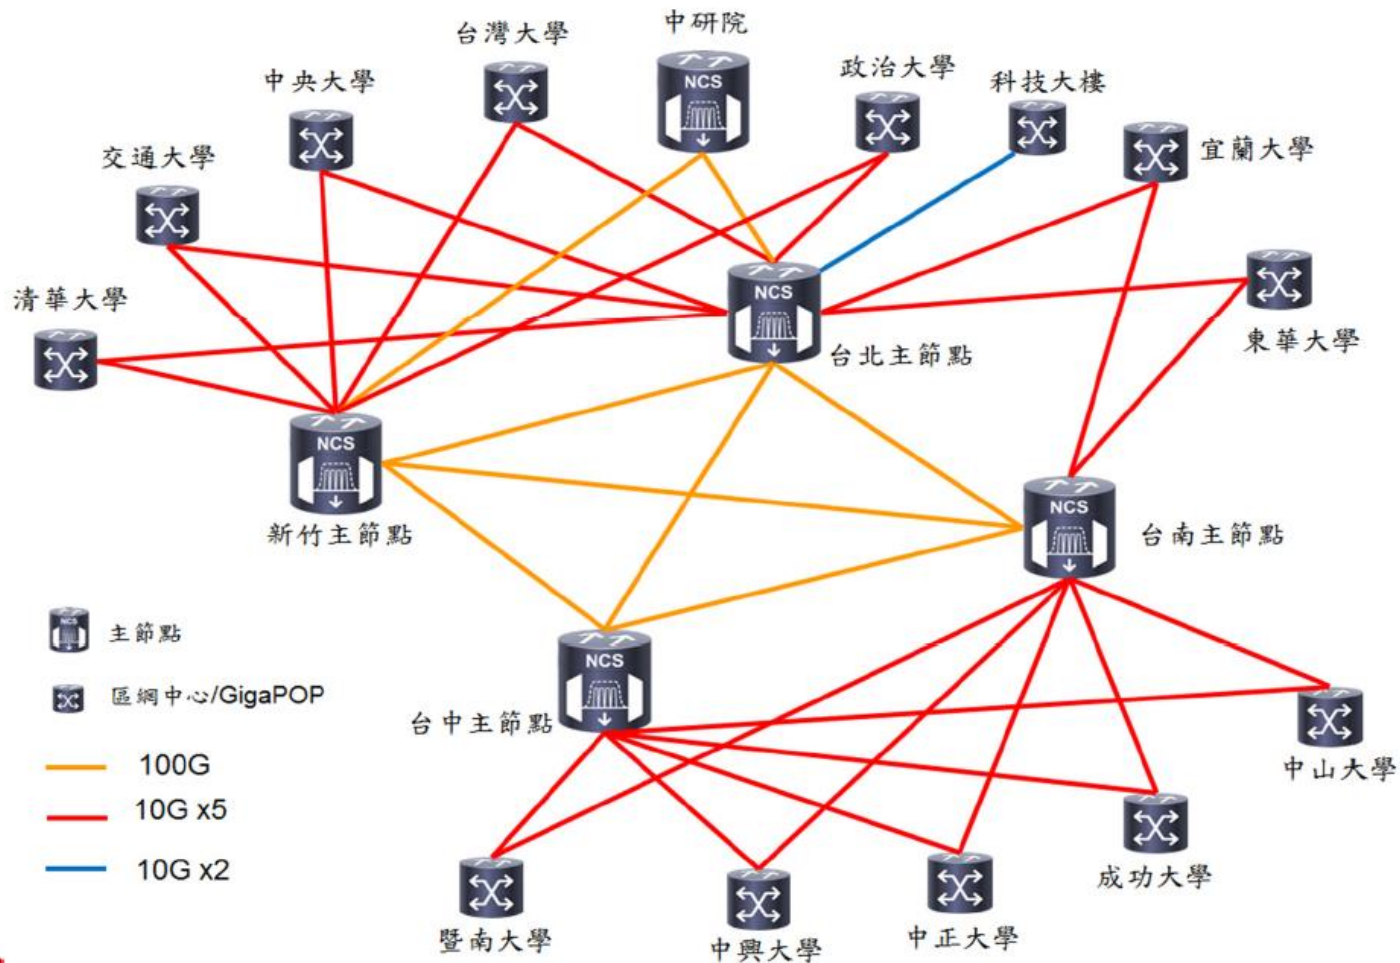 中研院
台灣大學
政治大學
科技大樓
中央大學
NCS
宜蘭大學
交通大學
清華大學
NCS
東華大學
台北主節點
NCS
新竹主節點
NCS
台南主節點
主節點
NCS
NCS
區網中心/GigaPOP
台中主節點
100G
中山大學
10G x5
10G x2
成功大學
暨南大學
中興大學
中正大學